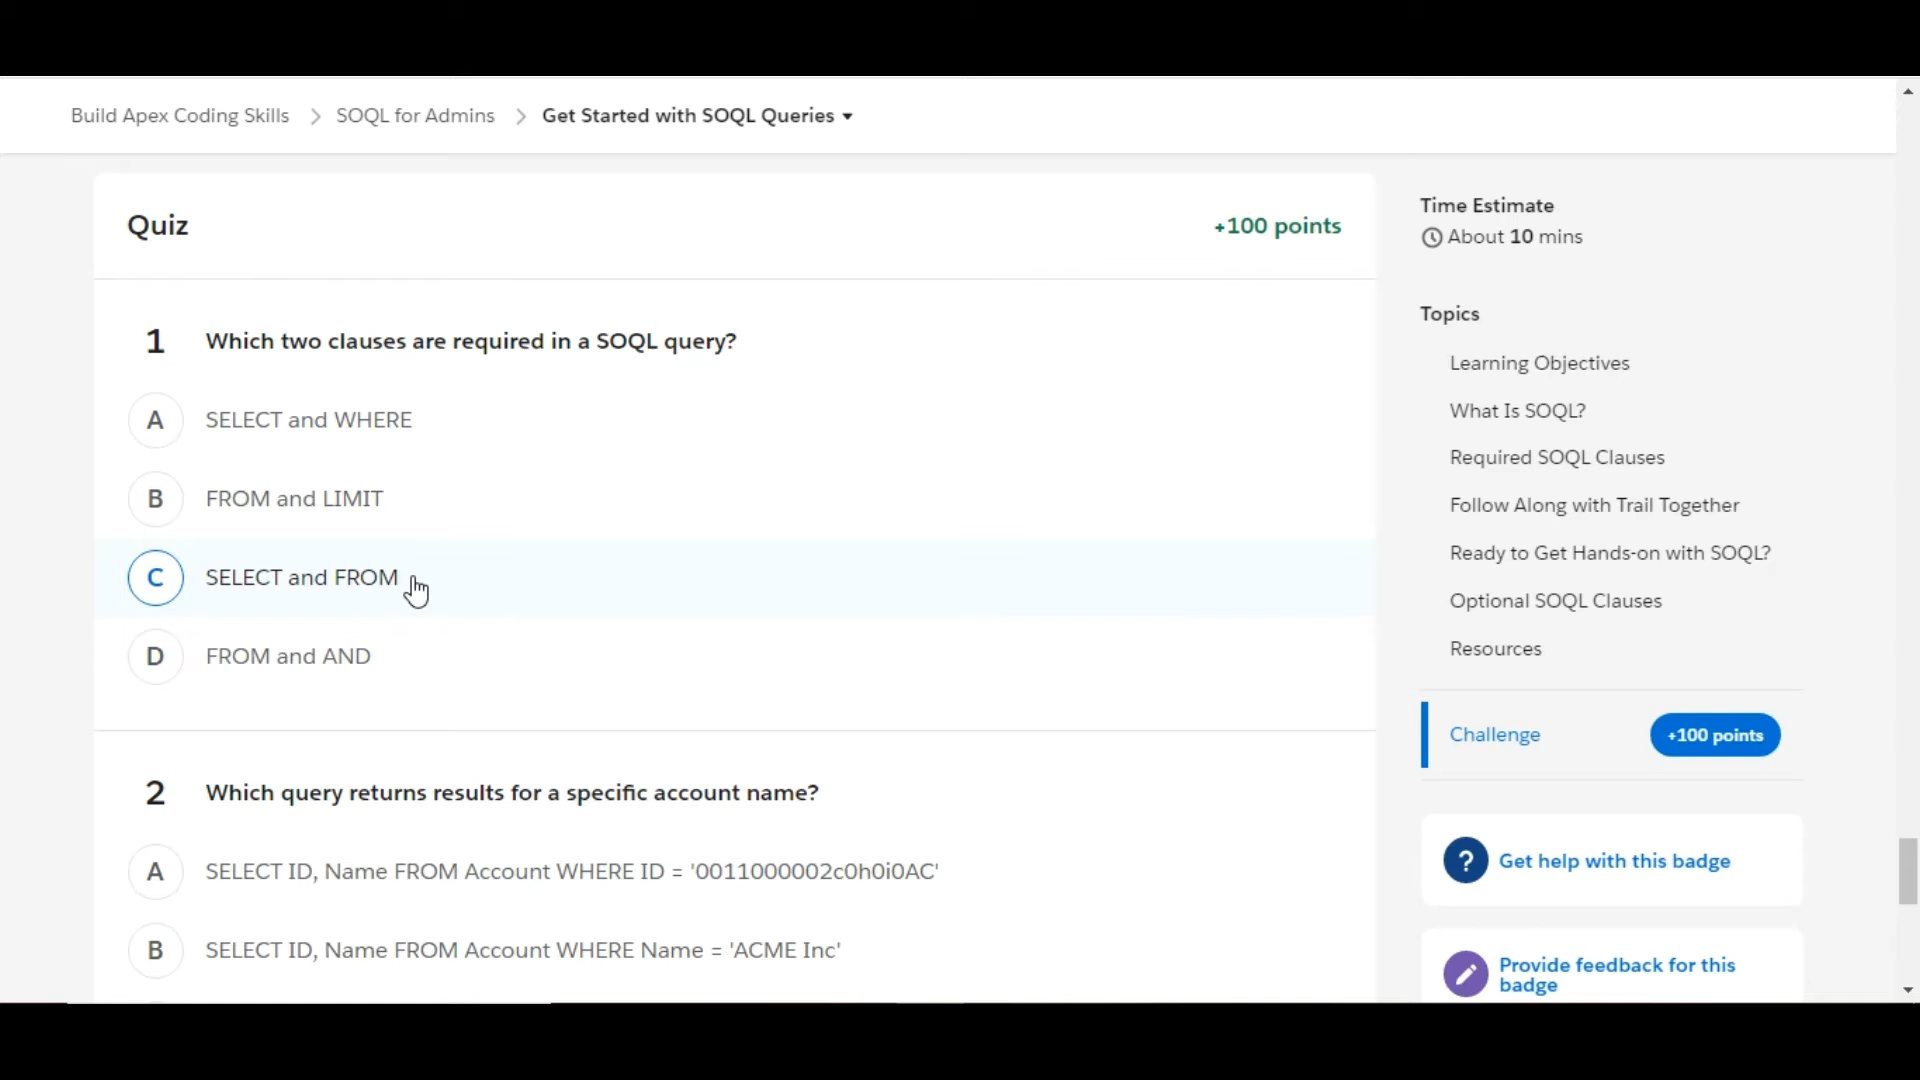 Build Apex Coding Skills > SOQL for Admins > Get Started with SOQL Queries
Quiz
+100 points
1 Which two clauses are required in a SOQL query?
A SELECT and WHERE
B FROM and LIMIT
C SELECT and FROM
D FROM and AND
2 Which query returns results for a specific account name?
A SELECT ID, Name FROM Account WHERE ID = '0011000002c0h0i0AC'
B SELECT ID, Name FROM Account WHERE Name = 'ACME Inc'
Time Estimate
About 10 mins
Topics
Learning Objectives
What Is SOQL?
Required SOQL Clauses
Follow Along with Trail Together
Ready to Get Hands-on with SOQL?
Optional SOQL Clauses
Resources
Challenge
+100 points
? Get help with this badge
Provide feedback for this
badge